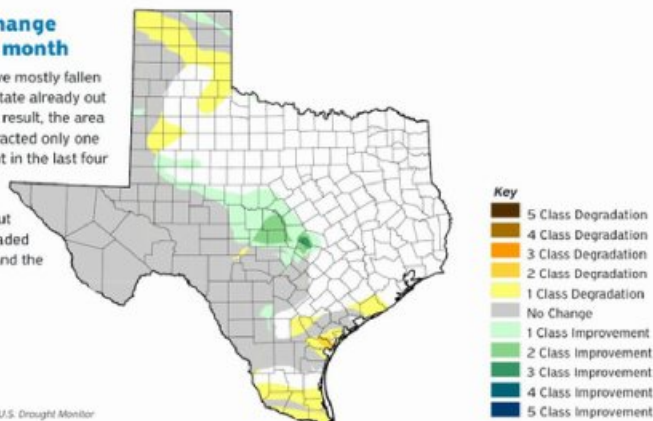 hange
month
ve mostly fallen
tate already out
result, the area
racted only one
t in the last four
ut
aded
nd the
Key
5 Class Degradation
4 Class Degradation
3 Class Degradation
2 Class Degradation
1 Class Degradation
No Change
1 Class Improvement
2 Class Improvement
3 Class Improvement
4 Class Improvement
5 Class Improvement
U.S. Drought Monitor